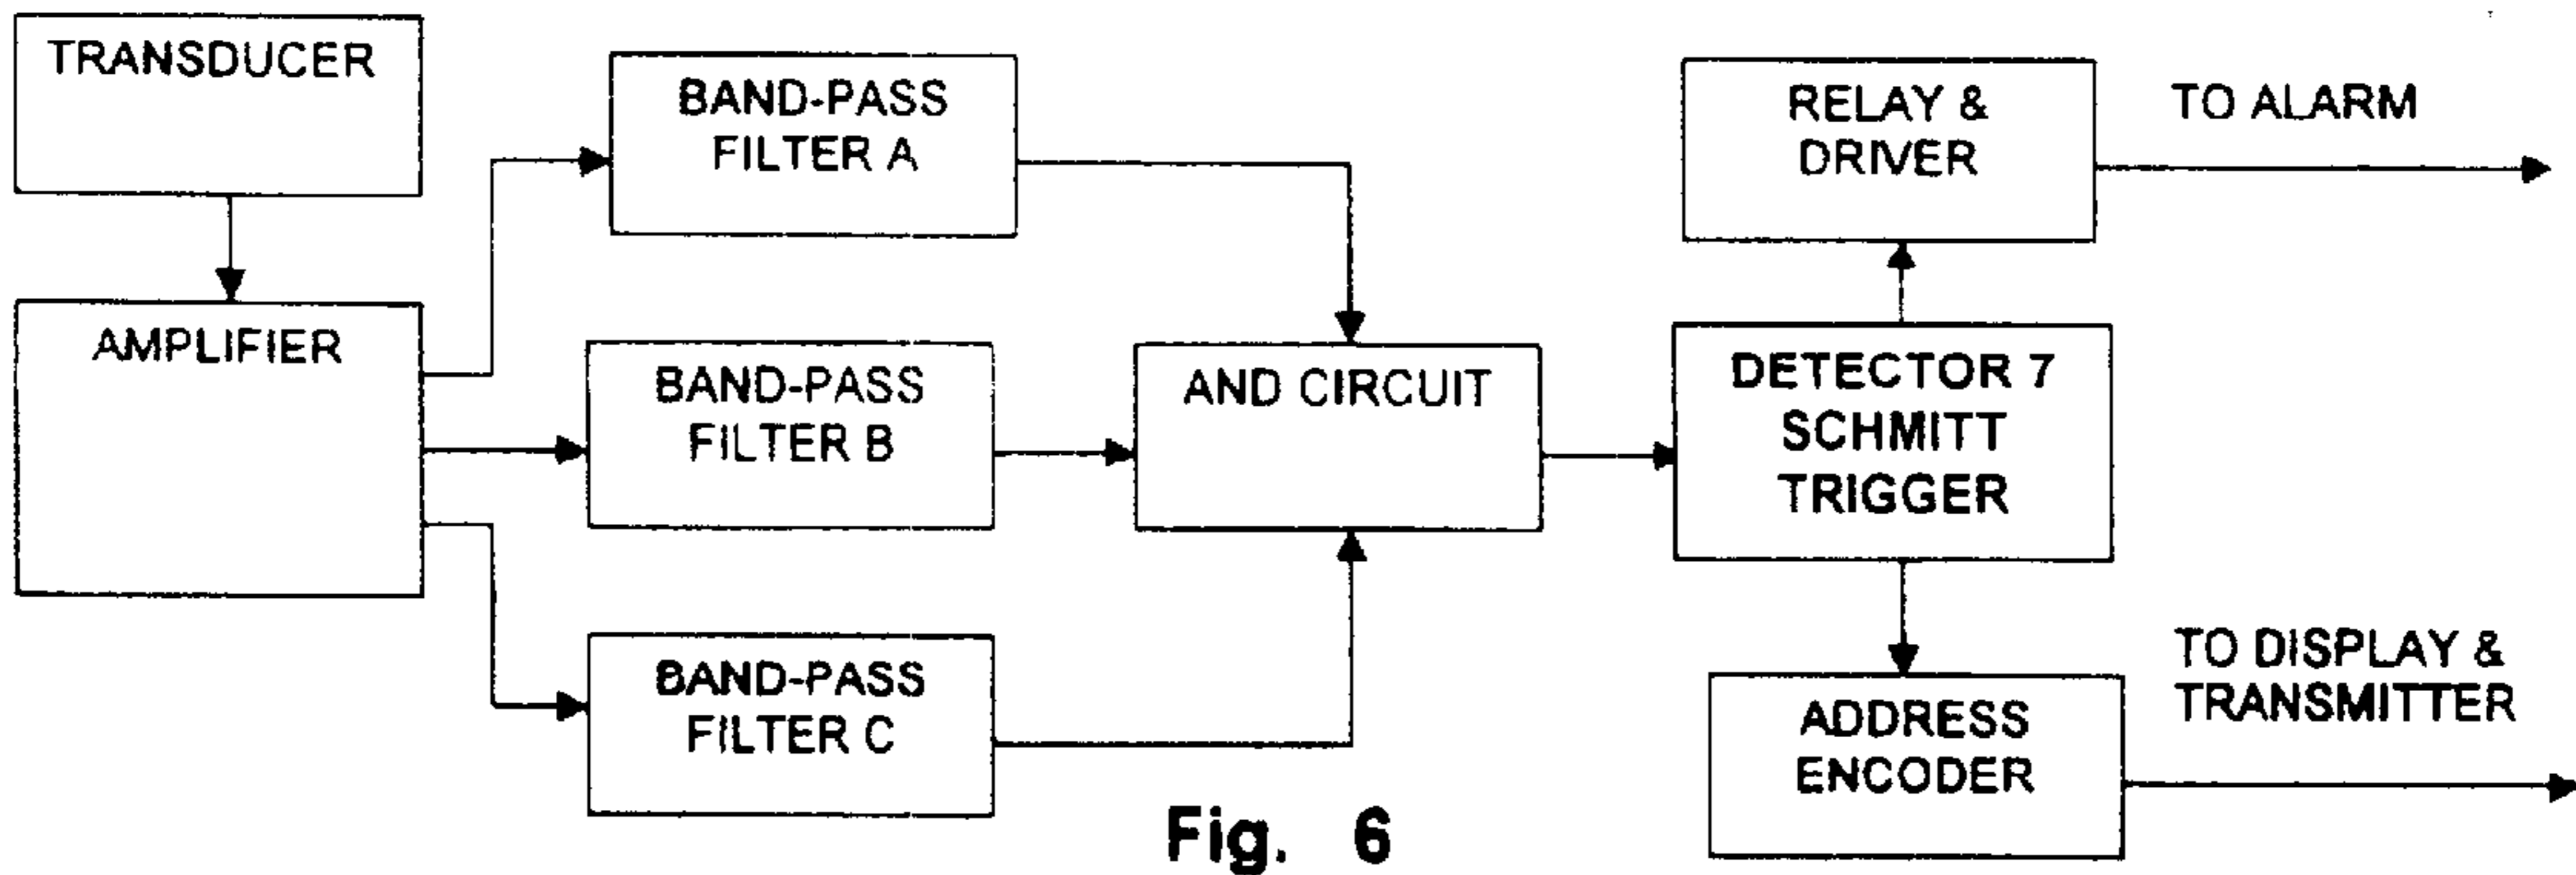 TRANSDUCER
AMPLIFIER
BAND-PASS
FILTER A
BAND-PASS
FILTER B
BAND-PASS
FILTER C
AND CIRCUIT
DETECTOR 7
SCHMITT
TRIGGER
RELAY &
DRIVER
TO ALARM
ADDRESS
ENCODER
TO DISPLAY &
TRANSMITTER
Fig. 6